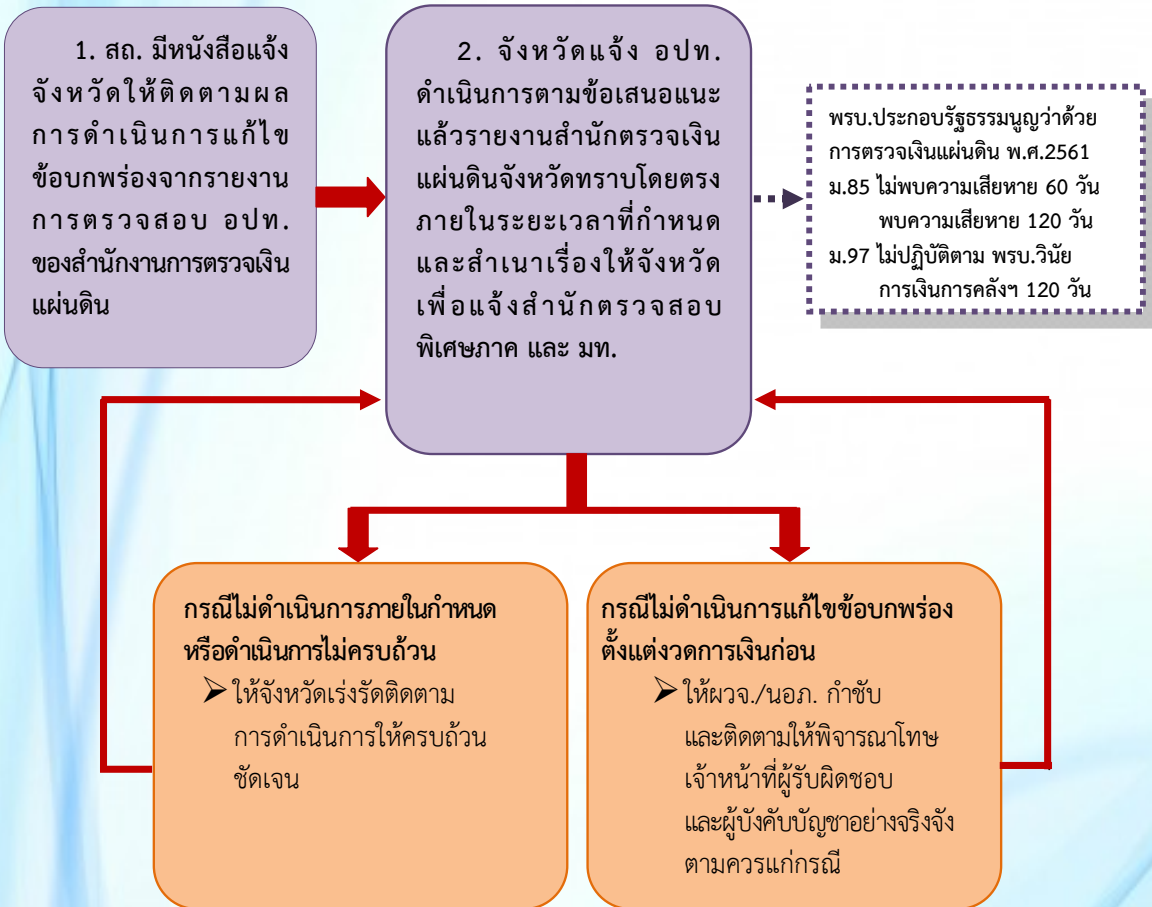 1. สถ. มีหนังสือแจ้ง
จังหวัดให้ติดตามผล
การดำเนินการแก้ไข
ข้อบกพร่องจากรายงาน
การตรวจสอบ อปท.
ของสำนักงานการตรวจเงิน
แผ่นดิน
2. จังหวัดแจ้ง อปท.
ดำเนินการตามข้อเสนอแนะ
แล้วรายงานสำนักตรวจเงิน
แผ่นดินจังหวัดทราบโดยตรง
ภายในระยะเวลาที่กำหนด
และสำเนาเรื่องให้จังหวัด
เพื่อแจ้งสำนักตรวจสอบ
พิเศษภาค และ มท.
พรบ.ประกอบรัฐธรรมนูญว่าด้วย
การตรวจเงินแผ่นดิน พ.ศ.2561
ม.85 ไม่พบความเสียหาย 60 วัน
พบความเสียหาย 120 วัน
ม.97 ไม่ปฏิบัติตาม พรบ.วินัย
การเงินการคลังฯ 120 วัน
กรณีไม่ดำเนินการภายในกำหนด
หรือดำเนินการไม่ครบถ้วน
➢ ให้จังหวัดเร่งรัดติดตาม
การดำเนินการให้ครบถ้วน
ชัดเจน
กรณีไม่ดำเนินการแก้ไขข้อบกพร่อง
ตั้งแต่งวดการเงินก่อน
➢ ให้ผวจ./นอภ. กำชับ
และติดตามให้พิจารณาโทษ
เจ้าหน้าที่ผู้รับผิดชอบ
และผู้บังคับบัญชาอย่างจริงจัง
ตามควรแก่กรณี